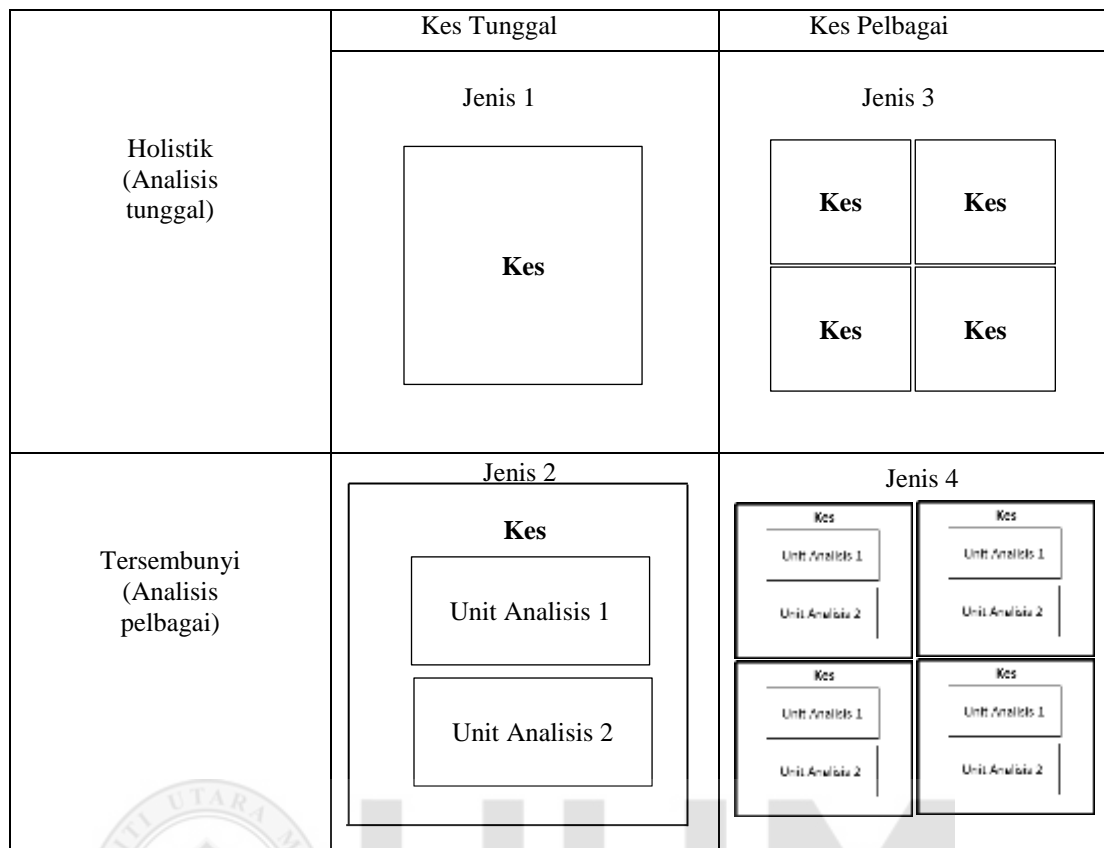 Kes Tunggal
Kes Pelbagai
Holistik
(Analisis
tunggal)
Jenis 1
Kes
Jenis 3
Kes
Kes
Kes
Kes
Tersembunyi
(Analisis
pelbagai)
Jenis 2
Kes
Unit Analisis 1
Unit Analisis 2
Jenis 4
Kes
Unit Analisis 1
Unit Analisis 2
Kes
Unit Analisis 1
Unit Analisis 2
Kes
Unit Analisis 1
Unit Analisis 2
Kes
Unit Analisis 1
Unit Analisis 2
UTARA
UUM